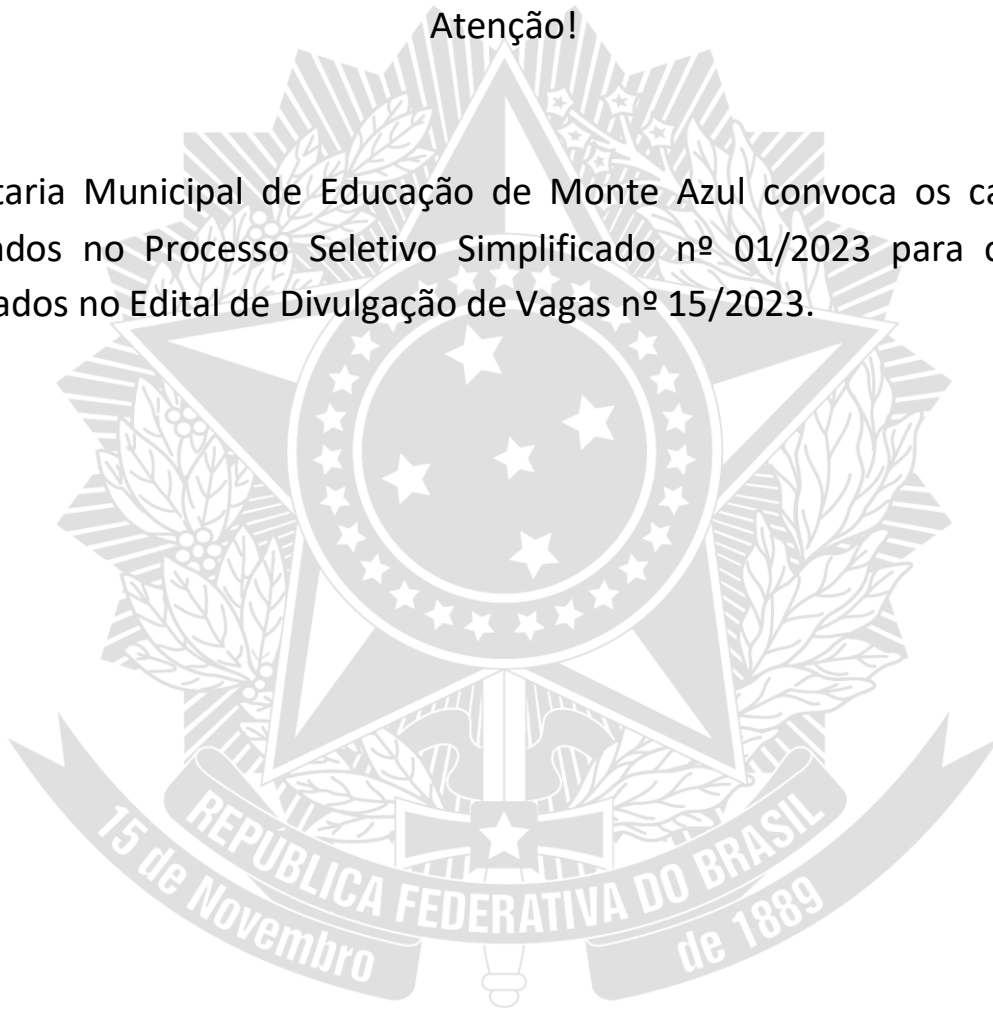 Atenção!
taria Municipal de Educação de Monte Azul convoca os ca
ados no Processo Seletivo Simplificado nº 01/2023 para c
ados no Edital de Divulgação de Vagas nº 15/2023.
REPÚBLICA FEDERATIVA DO BRASIL
15 de Novembro de 1889